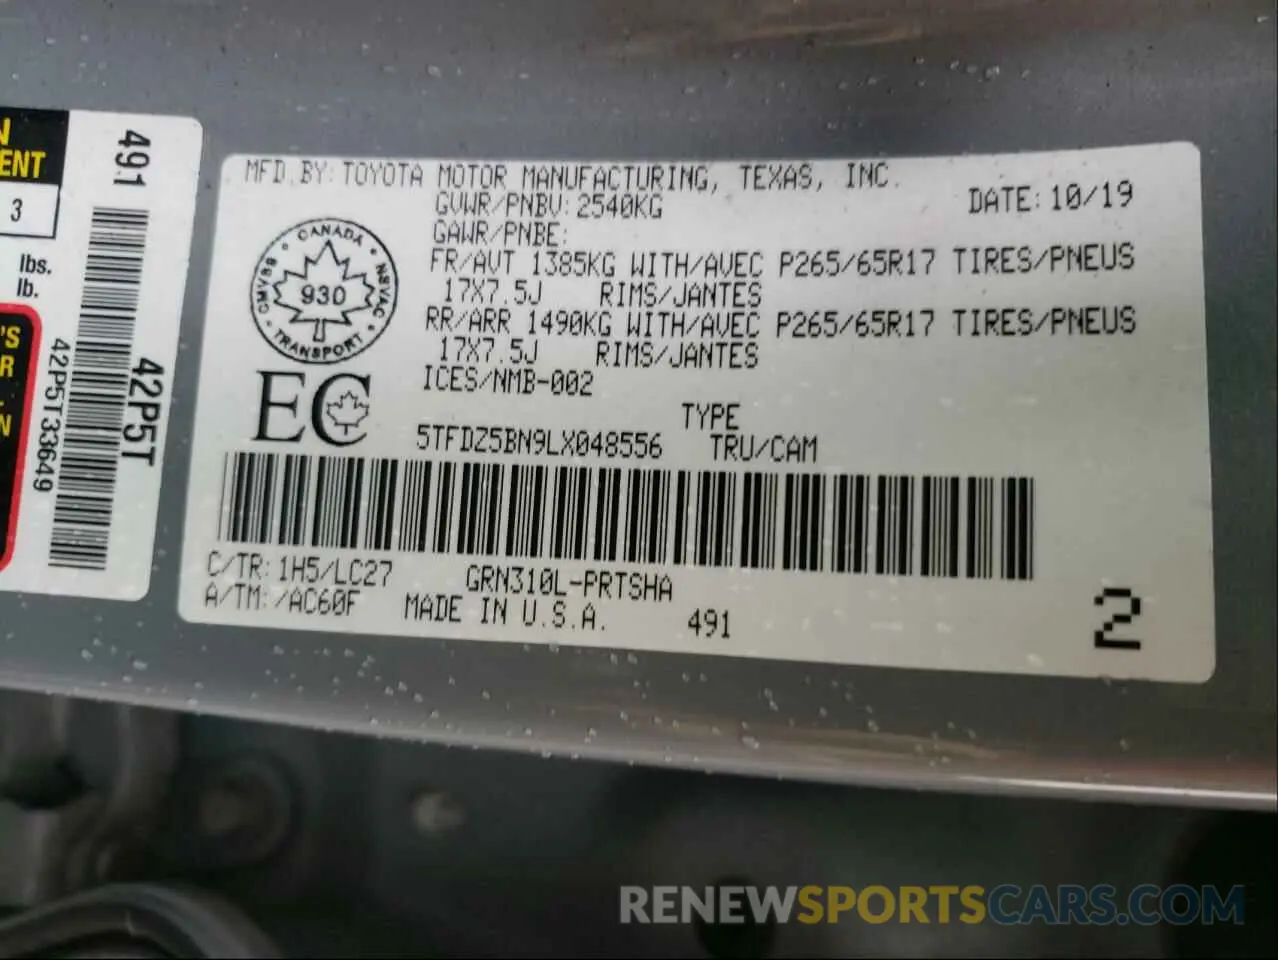 N
ENT
3
lbs.
lb.
'S
R
N
491
42P5T
42P5T33649
MFD.BY:TOYOTA MOTOR MANUFACTURING, TEXAS, INC.
GVWR/PNBV:2540KG
DATE:10/19
GAWR/PNBE:
FR/AVT 1385KG WITH/AVEC P265/65R17 TIRES/PNEUS
17X7.5J RIMS/JANTES
RR/ARR 1490KG WITH/AVEC P265/65R17 TIRES/PNEUS
17X7.5J RIMS/JANTES
ICES/NMB-002
CANADA
CMVSS
NSVAC
930
TRANSPORT
EC
TYPE
5TFDZ5BN9LX048556 TRU/CAM
C/TR:1H5/LC27 GRN310L-PRTSHA
A/TM:/AC60F MADE IN U.S.A. 491
2
RENEWSPORTSCARS.COM